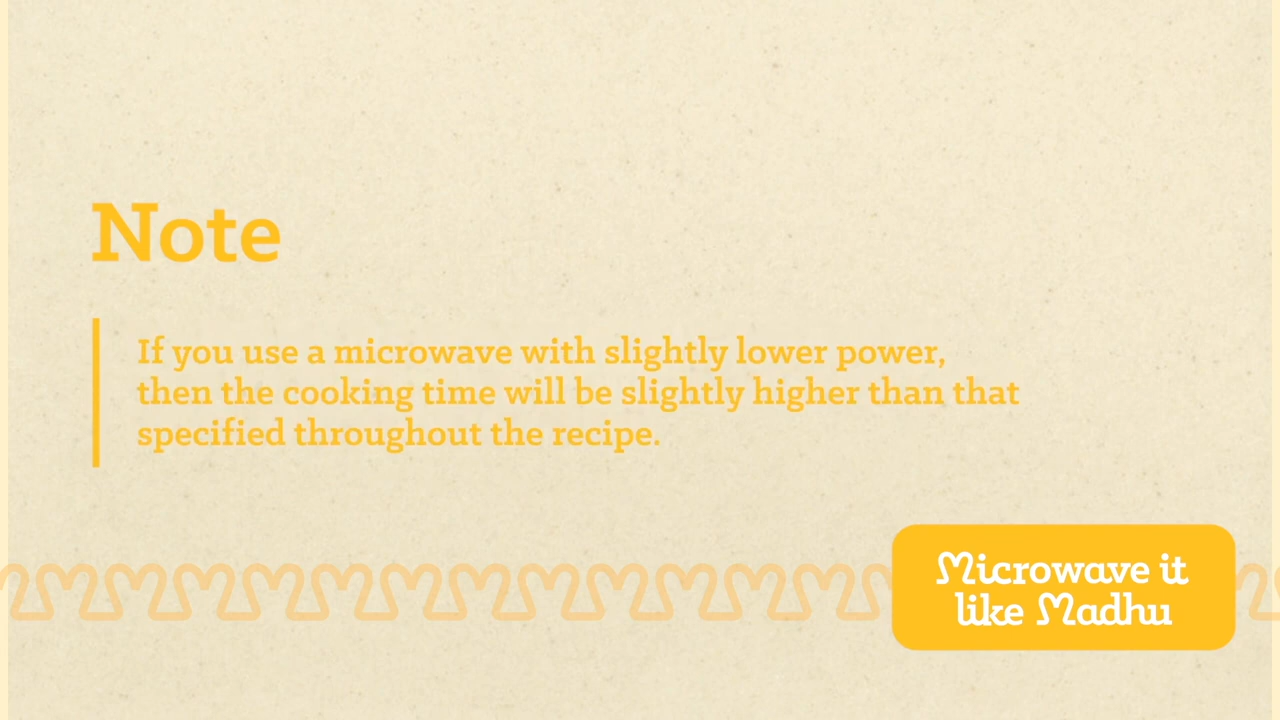 Note
If you use a microwave with slightly lower power,
then the cooking time will be slightly higher than that
specified throughout the recipe.
Microwave it
like Madhu